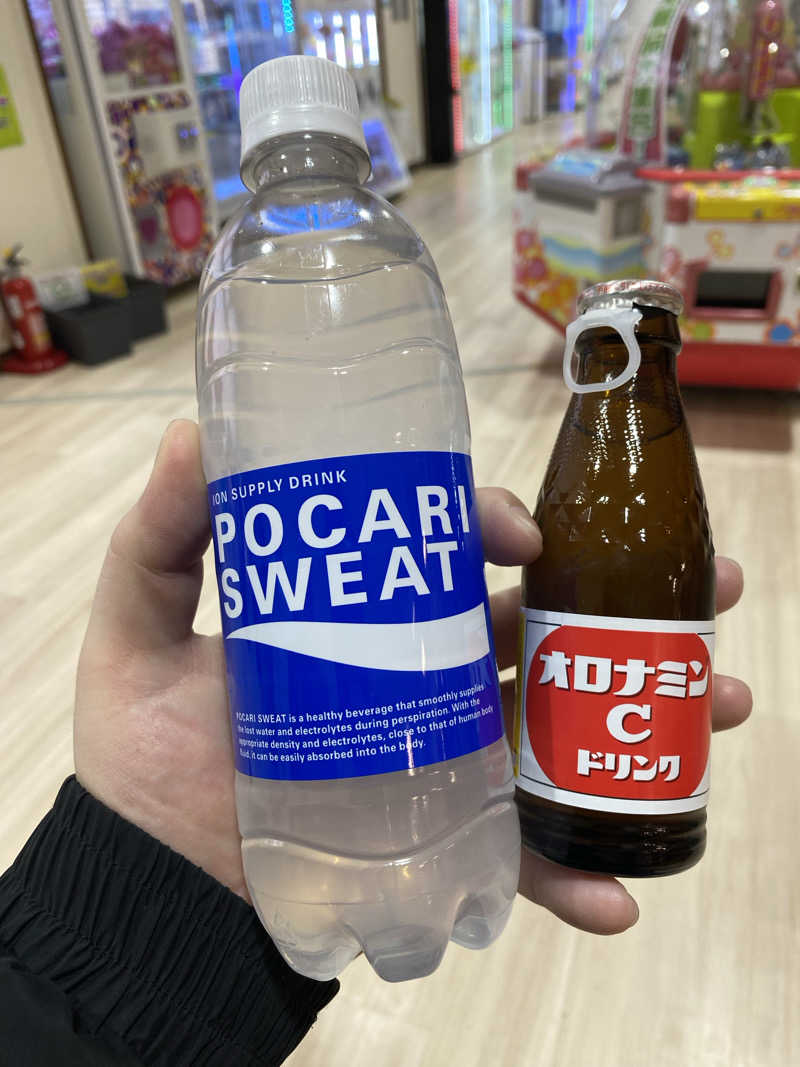 ION SUPPLY DRINK
POCARI
SWEAT
POCARI SWEAT is a healthy beverage that smoothly supplies
the lost water and electrolytes during perspiration. With the
appropriate density and electrolytes, close to that of human body
fluid, it can be easily absorbed into the body.
オロナミン
C
ドリンク